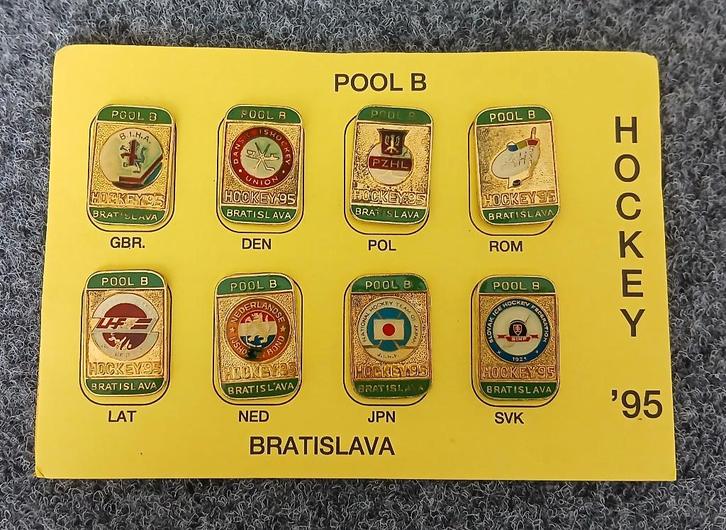 POOL B
HOCKEY '95
POOL B
B.I.H.A.
HOCKEY'95
BRATISLAVA
GBR.
POOL B
UNION
HOCKEY'95
BRATISLAVA
DEN
POOL B
PZHL
HOCKEY'95
BRATISLAVA
POL
POOL B
HOCKEY'95
BRATISLAVA
ROM
POOL B
LHF
HOCKEY'95
BRATISLAVA
LAT
POOL B
NEDERLANDSE
HOCKEY'95
BRATISLAVA
NED
POOL B
HOCKEY'95
BRATISLAVA
JPN
POOL B
SLOVAK ICE HOCKEY FEDERATION
HOCKEY'95
BRATISLAVA
SVK
BRATISLAVA